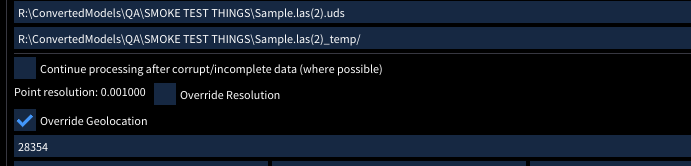 R:\ConvertedModels\QA\SMOKE TEST THINGS\Sample.las(2).uds
R:\ConvertedModels\QA\SMOKE TEST THINGS\Sample.las(2)_temp/
Continue processing after corrupt/incomplete data (where possible)
Point resolution: 0.001000 Override Resolution
Override Geolocation
28354